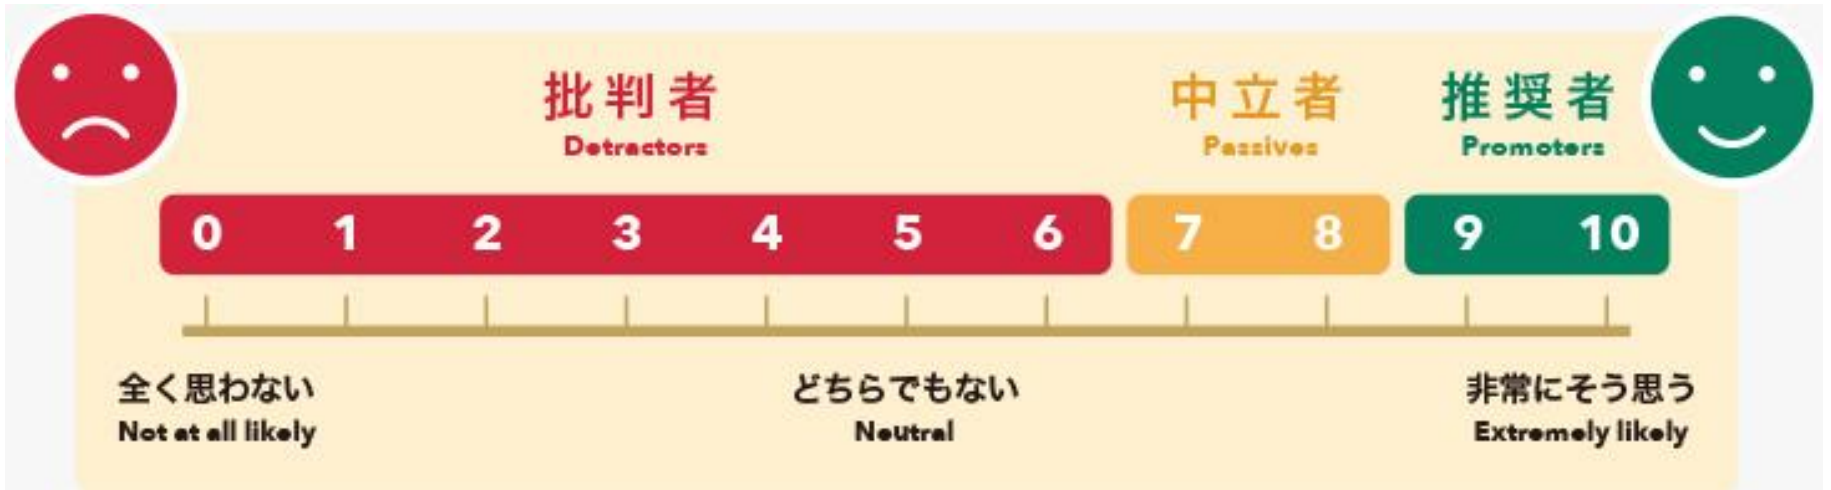 批判者
Detractors
中立者
Passives
推奨者
Promoters
0 1 2 3 4 5 6 7 8 9 10
全く思わない
Not at all likely
どちらでもない
Neutral
非常にそう思う
Extremely likely